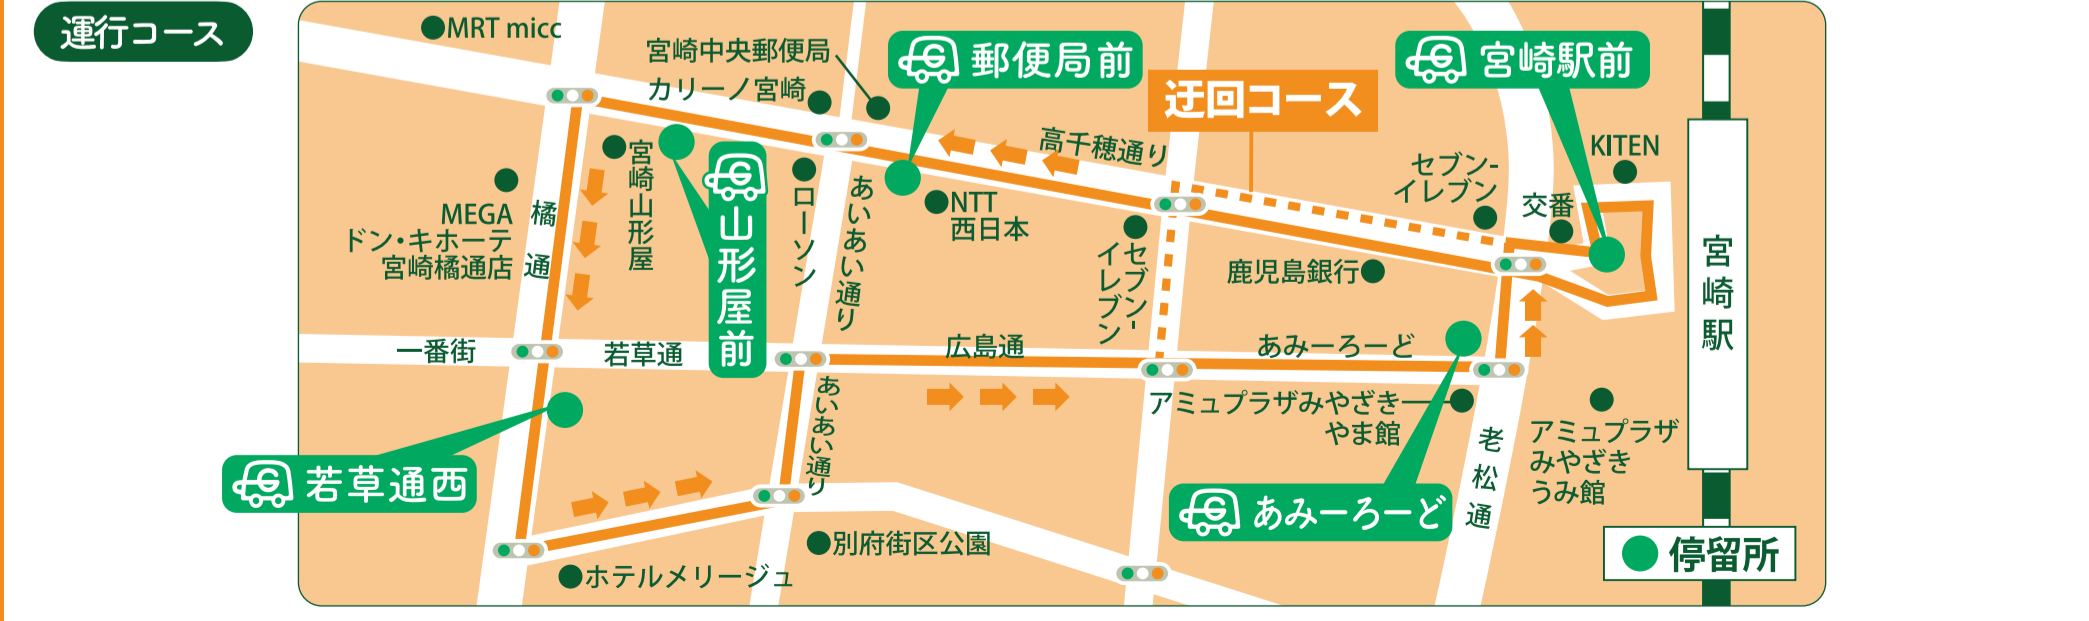 運行コース
MRT micc
宮崎中央郵便局
カリーノ宮崎
郵便局前
宮崎駅前
迂回コース
高千穂通り
KITEN
セブン-
イレブン
交番
宮崎山形屋
山形屋前
ローソン
あいあい通り
NTT
西日本
MEGA
ドン・キホーテ
宮崎橘通店
橘通
セブン-
イレブン
鹿児島銀行
宮崎駅
一番街
若草通
広島通
あみーろーど
あいあい通り
アミュプラザみやざき
やま館
老松通
アミュプラザ
みやざき
うみ館
若草通西
あみーろーど
別府街区公園
ホテルメリージュ
停留所